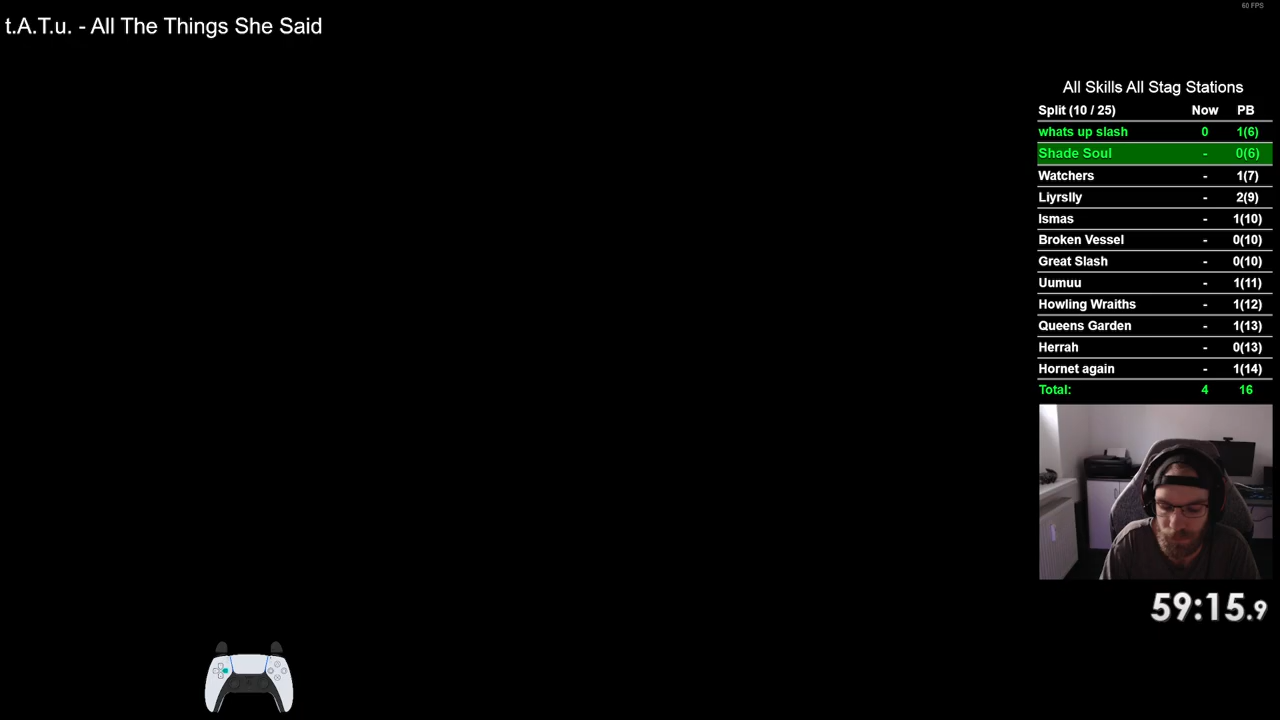 60 FPS
t.A.T.u. - All The Things She Said
All Skills All Stag Stations
Split (10 / 25) Now PB
whats up slash 0 1(6)
Shade Soul - 0(6)
Watchers - 1(7)
Liyrslly - 2(9)
Ismas - 1(10)
Broken Vessel - 0(10)
Great Slash - 0(10)
Uumuu - 1(11)
Howling Wraiths - 1(12)
Queens Garden - 1(13)
Herrah - 0(13)
Hornet again - 1(14)
Total: 4 16
59:15.9